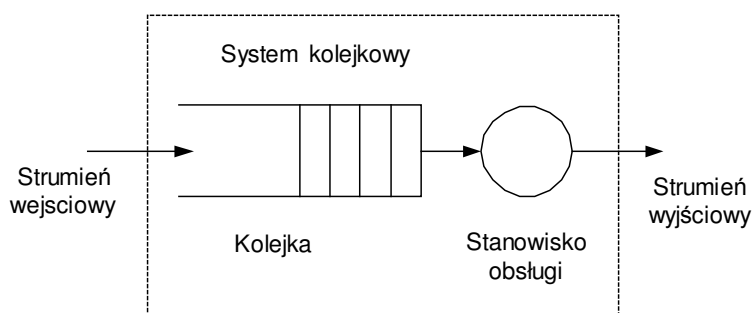 System kolejkowy
Strumień
wejsciowy
Kolejka
Stanowisko
obsługi
Strumień
wyjściowy